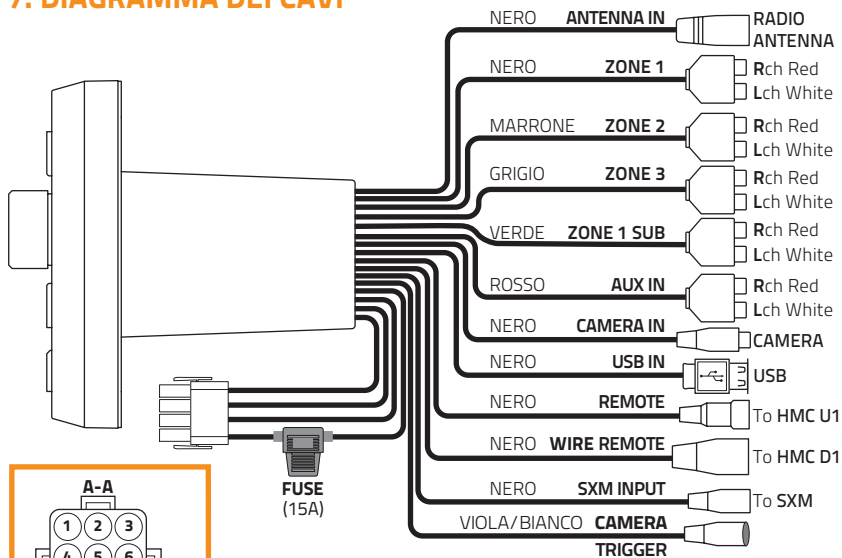 7. DIAGRAMMA DEI CAVI
NERO ANTENNA IN RADIO
ANTENNA
NERO ZONE 1 Rch Red
Lch White
MARRONE ZONE 2 Rch Red
Lch White
GRIGIO ZONE 3 Rch Red
Lch White
VERDE ZONE 1 SUB Rch Red
Lch White
ROSSO AUX IN Rch Red
Lch White
NERO CAMERA IN CAMERA
NERO USB IN USB
NERO REMOTE To HMC U1
NERO WIRE REMOTE To HMC D1
NERO SXM INPUT To SXM
VIOLA/BIANCO CAMERA
TRIGGER
FUSE
(15A)
A-A
1 2 3
4 5 6